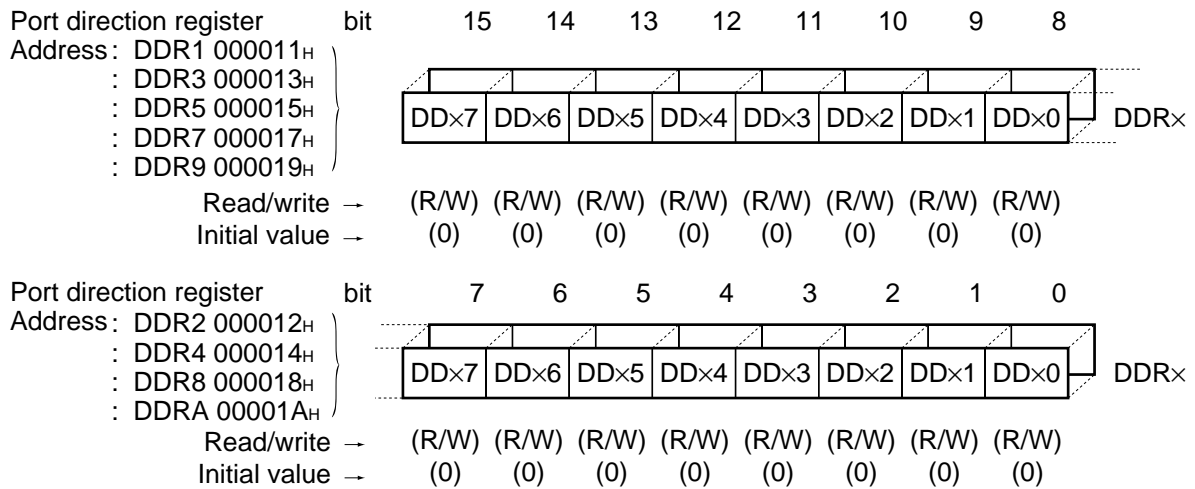 Port direction register bit 15 14 13 12 11 10 9 8
Address : DDR1 000011H
: DDR3 000013H
: DDR5 000015H
: DDR7 000017H
: DDR9 000019H
DD×7 DD×6 DD×5 DD×4 DD×3 DD×2 DD×1 DD×0 DDR×
Read/write → (R/W) (R/W) (R/W) (R/W) (R/W) (R/W) (R/W) (R/W)
Initial value → (0) (0) (0) (0) (0) (0) (0) (0)
Port direction register bit 7 6 5 4 3 2 1 0
Address : DDR2 000012H
: DDR4 000014H
: DDR8 000018H
: DDRA 00001AH
DD×7 DD×6 DD×5 DD×4 DD×3 DD×2 DD×1 DD×0 DDR×
Read/write → (R/W) (R/W) (R/W) (R/W) (R/W) (R/W) (R/W) (R/W)
Initial value → (0) (0) (0) (0) (0) (0) (0) (0)